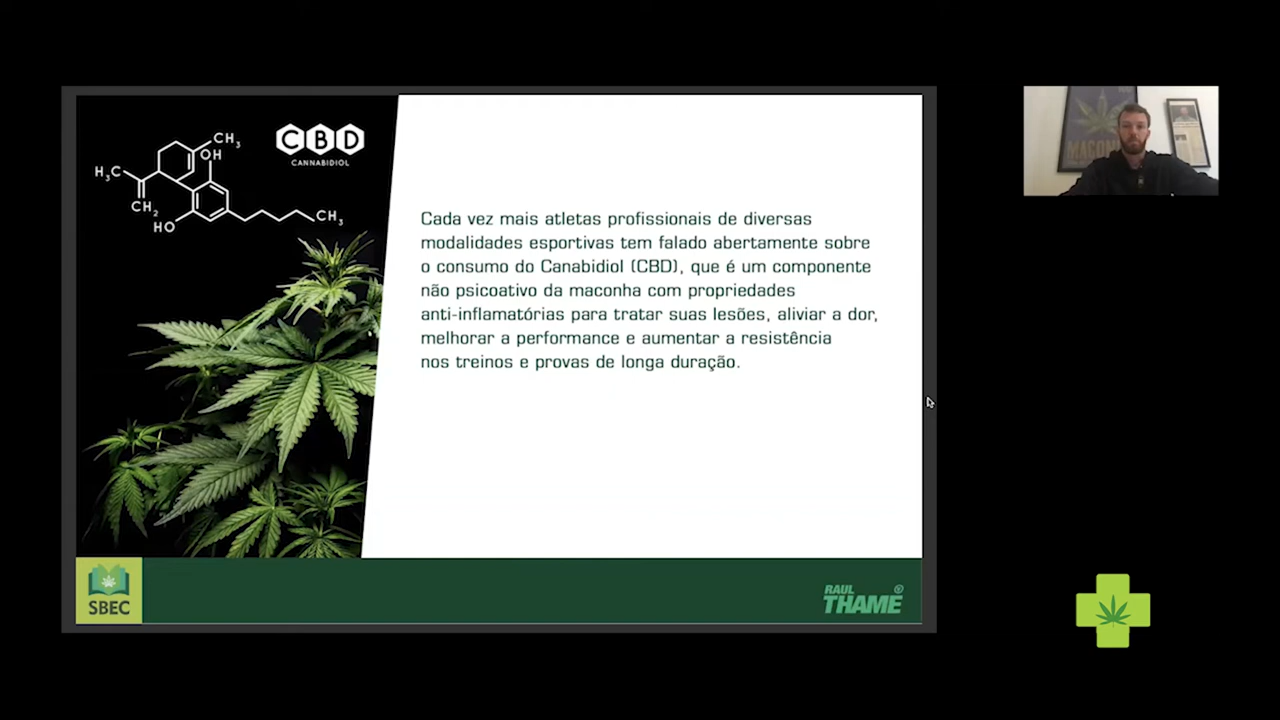 CBD
CANNABIDIOL
CH3
OH
H3C
CH2
HO
CH3
Cada vez mais atletas profissionais de diversas
modalidades esportivas tem falado abertamente sobre
o consumo do Canabidiol (CBD), que é um componente
não psicoativo da maconha com propriedades
anti-inflamatórias para tratar suas lesões, aliviar a dor,
melhorar a performance e aumentar a resistência
nos treinos e provas de longa duração.
SBEC
RAUL
THAME